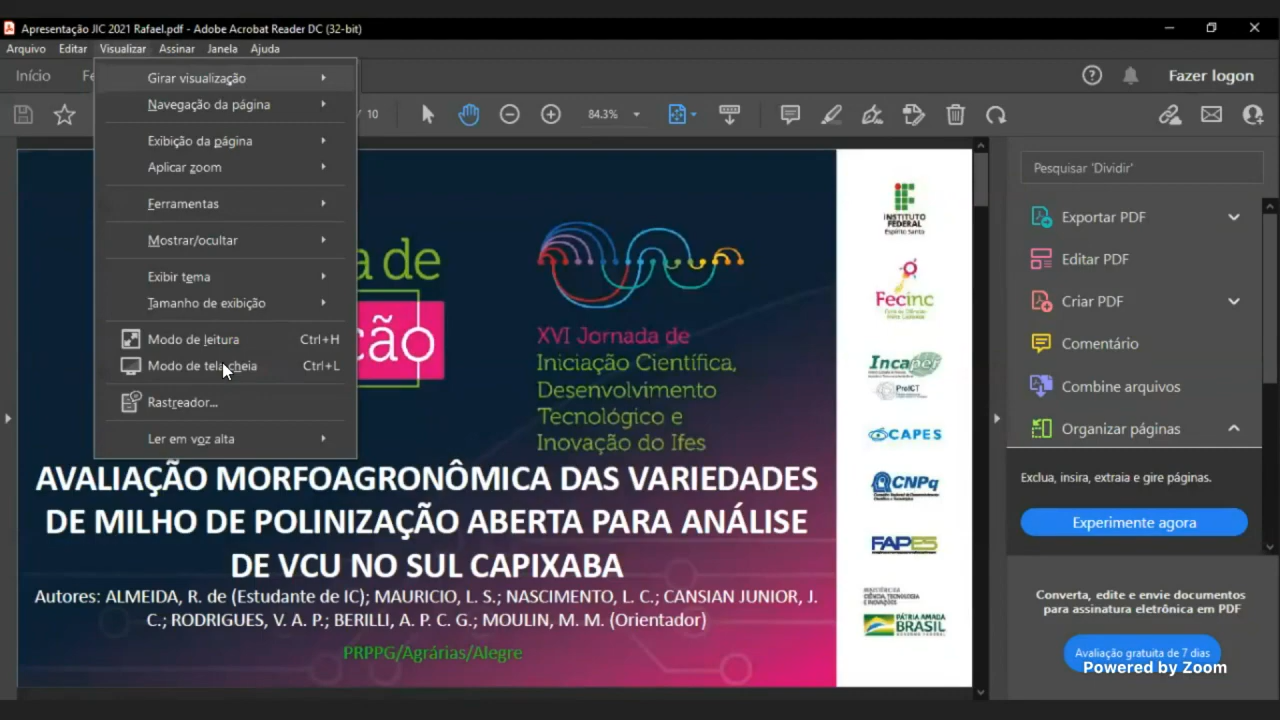 Apresentação JIC 2021 Rafael.pdf - Adobe Acrobat Reader DC (32-bit)
Arquivo Editar Visualizar Assinar Janela Ajuda
Início Fe Fazer logon
/ 10 84.3%
Girar visualização
Navegação da página
Exibição da página
Aplicar zoom
Ferramentas
Mostrar/ocultar
Exibir tema
Tamanho de exibição
Modo de leitura Ctrl+H
Modo de tela cheia Ctrl+L
Rastreador...
Ler em voz alta
a de
ção
XVI Jornada de
Iniciação Científica,
Desenvolvimento
Tecnológico e
Inovação do Ifes
AVALIAÇÃO MORFOAGRONÔMICA DAS VARIEDADES
DE MILHO DE POLINIZAÇÃO ABERTA PARA ANÁLISE
DE VCU NO SUL CAPIXABA
Autores: ALMEIDA, R. de (Estudante de IC); MAURICIO, L. S.; NASCIMENTO, L. C.; CANSIAN JUNIOR, J.
C.; RODRIGUES, V. A. P.; BERILLI, A. P. C. G.; MOULIN, M. M. (Orientador)
PRPPG/Agrárias/Alegre
INSTITUTO
FEDERAL
Espírito Santo
Fecinc
Incaper
PreICT
CAPES
CNPq
FAPES
CIÊNCIA, TECNOLOGIA
E INOVAÇÕES
PÁTRIA AMADA
BRASIL
Pesquisar 'Dividir'
Exportar PDF
Editar PDF
Criar PDF
Comentário
Combine arquivos
Organizar páginas
Exclua, insira, extraia e gire páginas.
Experimente agora
Converta, edite e envie documentos
para assinatura eletrônica em PDF
Avaliação gratuita de 7 dias
Powered by Zoom